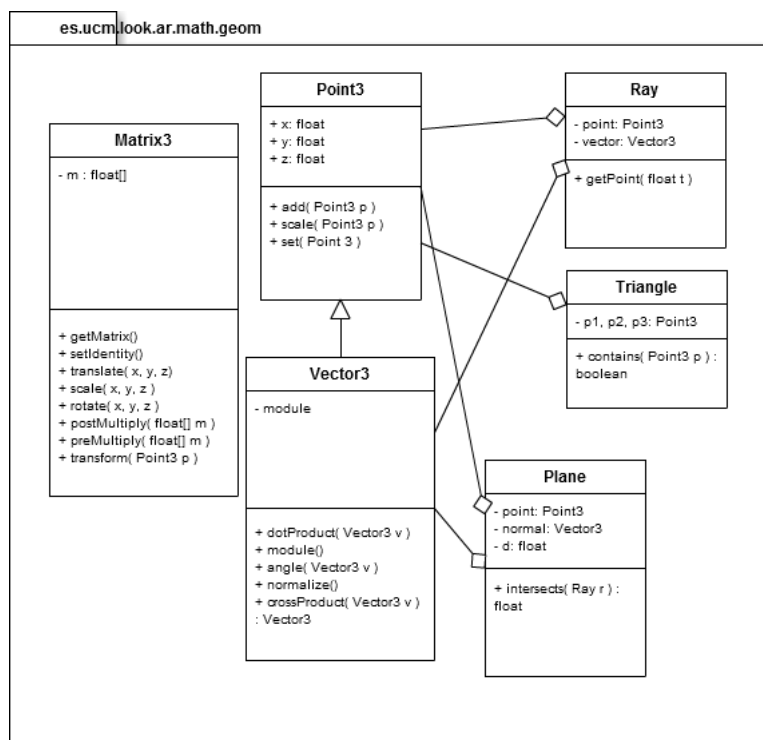 es.ucm.look.ar.math.geom
Matrix3
- m : float[]
+ getMatrix()
+ setIdentity()
+ translate( x, y, z)
+ scale( x, y, z )
+ rotate( x, y, z )
+ postMultiply( float[] m )
+ preMultiply( float[] m )
+ transform( Point3 p )
Point3
+ x: float
+ y: float
+ z: float
+ add( Point3 p )
+ scale( Point3 p )
+ set( Point 3 )
Vector3
- module
+ dotProduct( Vector3 v )
+ module()
+ angle( Vector3 v )
+ normalize()
+ crossProduct( Vector3 v )
: Vector3
Ray
- point: Point3
- vector: Vector3
+ getPoint( float t )
Triangle
- p1, p2, p3: Point3
+ contains( Point3 p ) :
boolean
Plane
- point: Point3
- normal: Vector3
- d: float
+ intersects( Ray r ) :
float